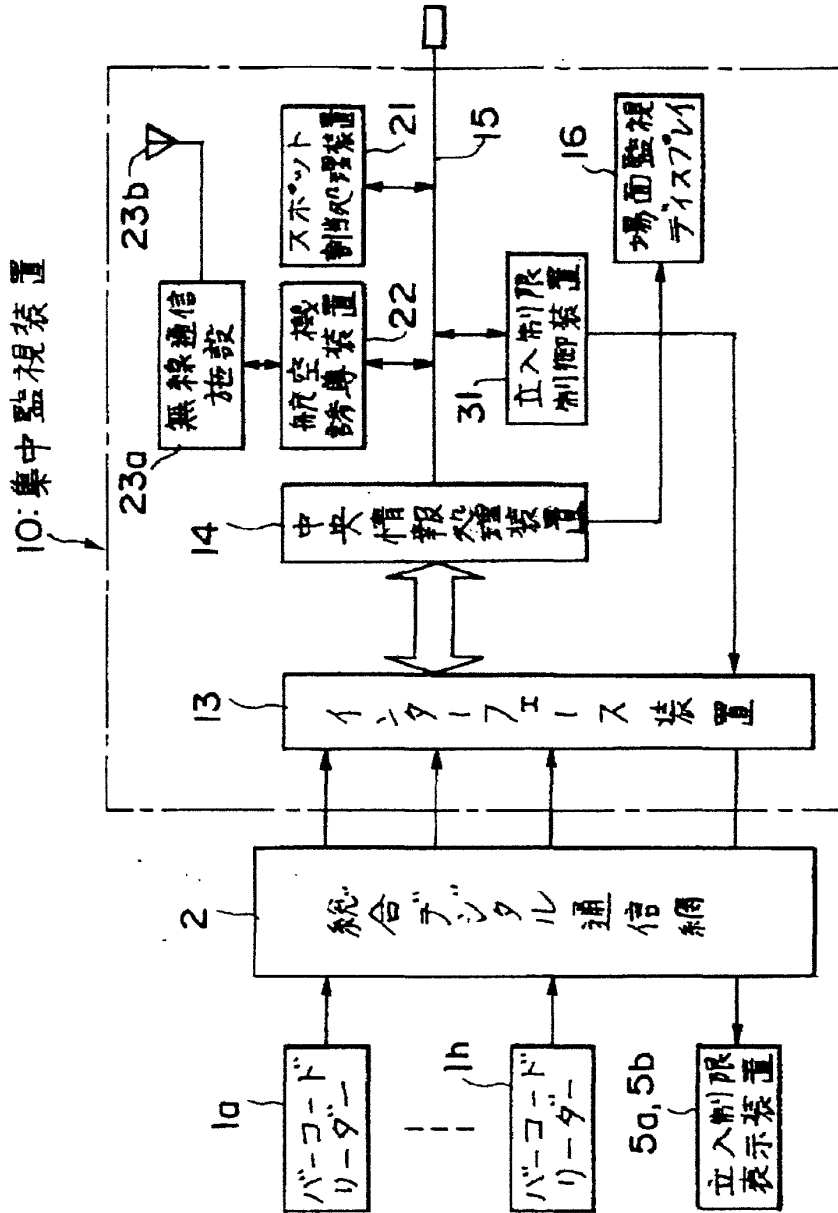 10:集中監視装置
1a
バーコード
リーダー
1h
バーコード
リーダー
5a,5b
立入制限
表示装置
2
総合デジタル通信網
13
インターフェース装置
14
中央情報処理装置
23a
無線通信
施設
23b
22
航空機
誘導装置
21
スポット
割当処理装置
15
31
立入制限
制御装置
16
場面監視
ディスプレイ